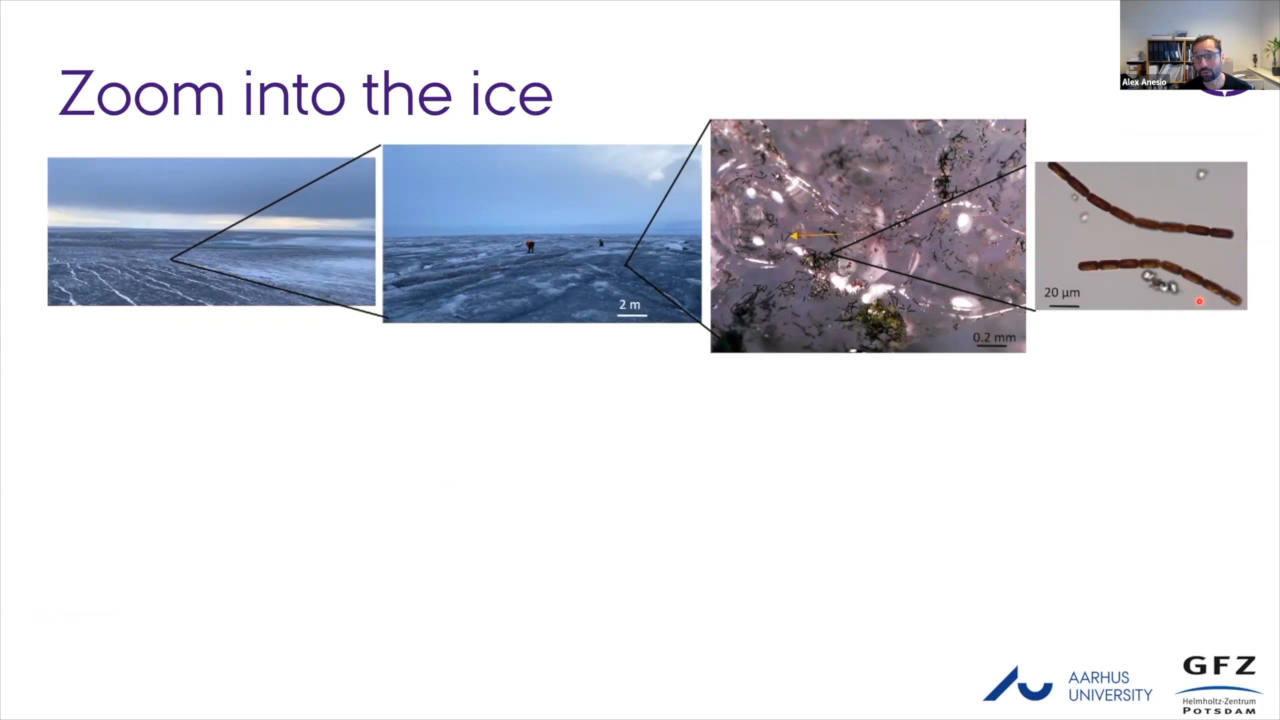 Alex Anesio
Zoom into the ice
2 m
0.2 mm
20 µm
AARHUS
UNIVERSITY
GFZ
Helmholtz-Zentrum
POTSDAM